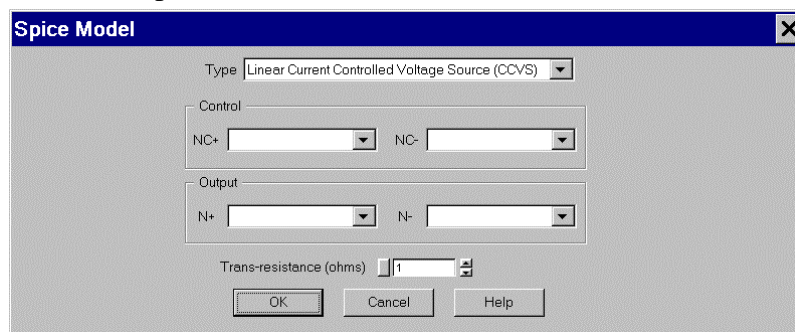 Spice Model
Type Linear Current Controlled Voltage Source (CCVS)
Control
NC+ NC-
Output
N+ N-
Trans-resistance (ohms) 1
OK Cancel Help